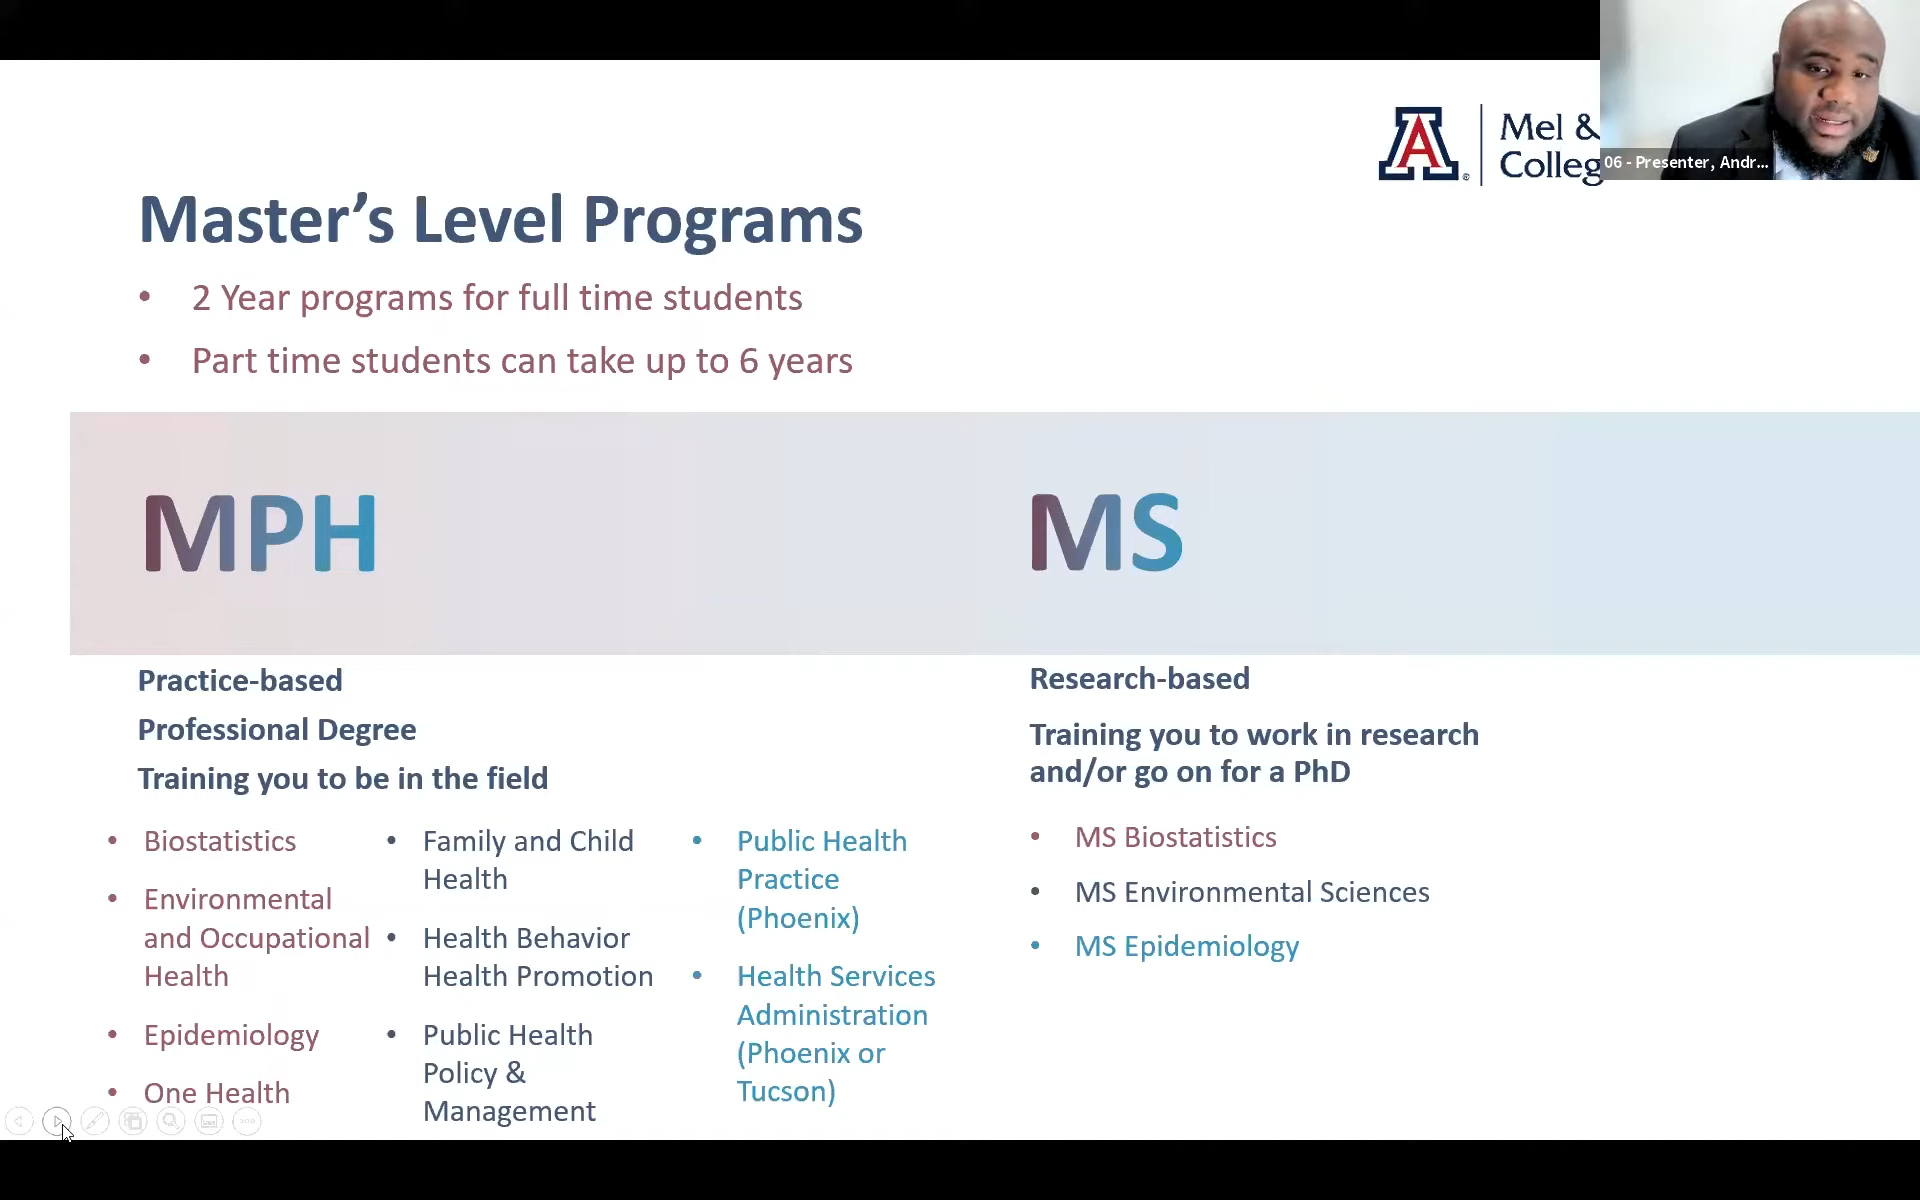 A
Mel &
Colleg
06 - Presenter, Andr...
Master’s Level Programs
• 2 Year programs for full time students
• Part time students can take up to 6 years
MPH
Practice-based
Professional Degree
Training you to be in the field
• Biostatistics
• Environmental
and Occupational
Health
• Epidemiology
• One Health
• Family and Child
Health
• Health Behavior
Health Promotion
• Public Health
Policy &
Management
• Public Health
Practice
(Phoenix)
• Health Services
Administration
(Phoenix or
Tucson)
MS
Research-based
Training you to work in research
and/or go on for a PhD
• MS Biostatistics
• MS Environmental Sciences
• MS Epidemiology